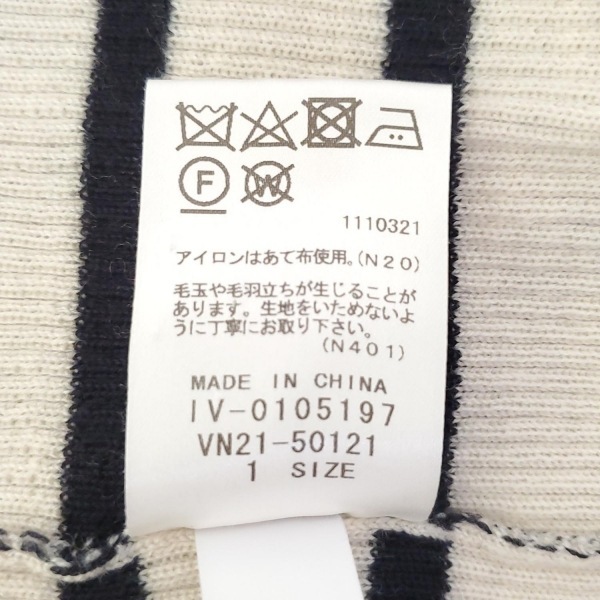 F W
1110321
アイロンはあて布使用。(N20)
毛玉や毛羽立ちが生じることが
あります。生地をいためないよ
うに丁寧にお取り下さい。
(N401)
MADE IN CHINA
IV-0105197
VN21-50121
1 SIZE